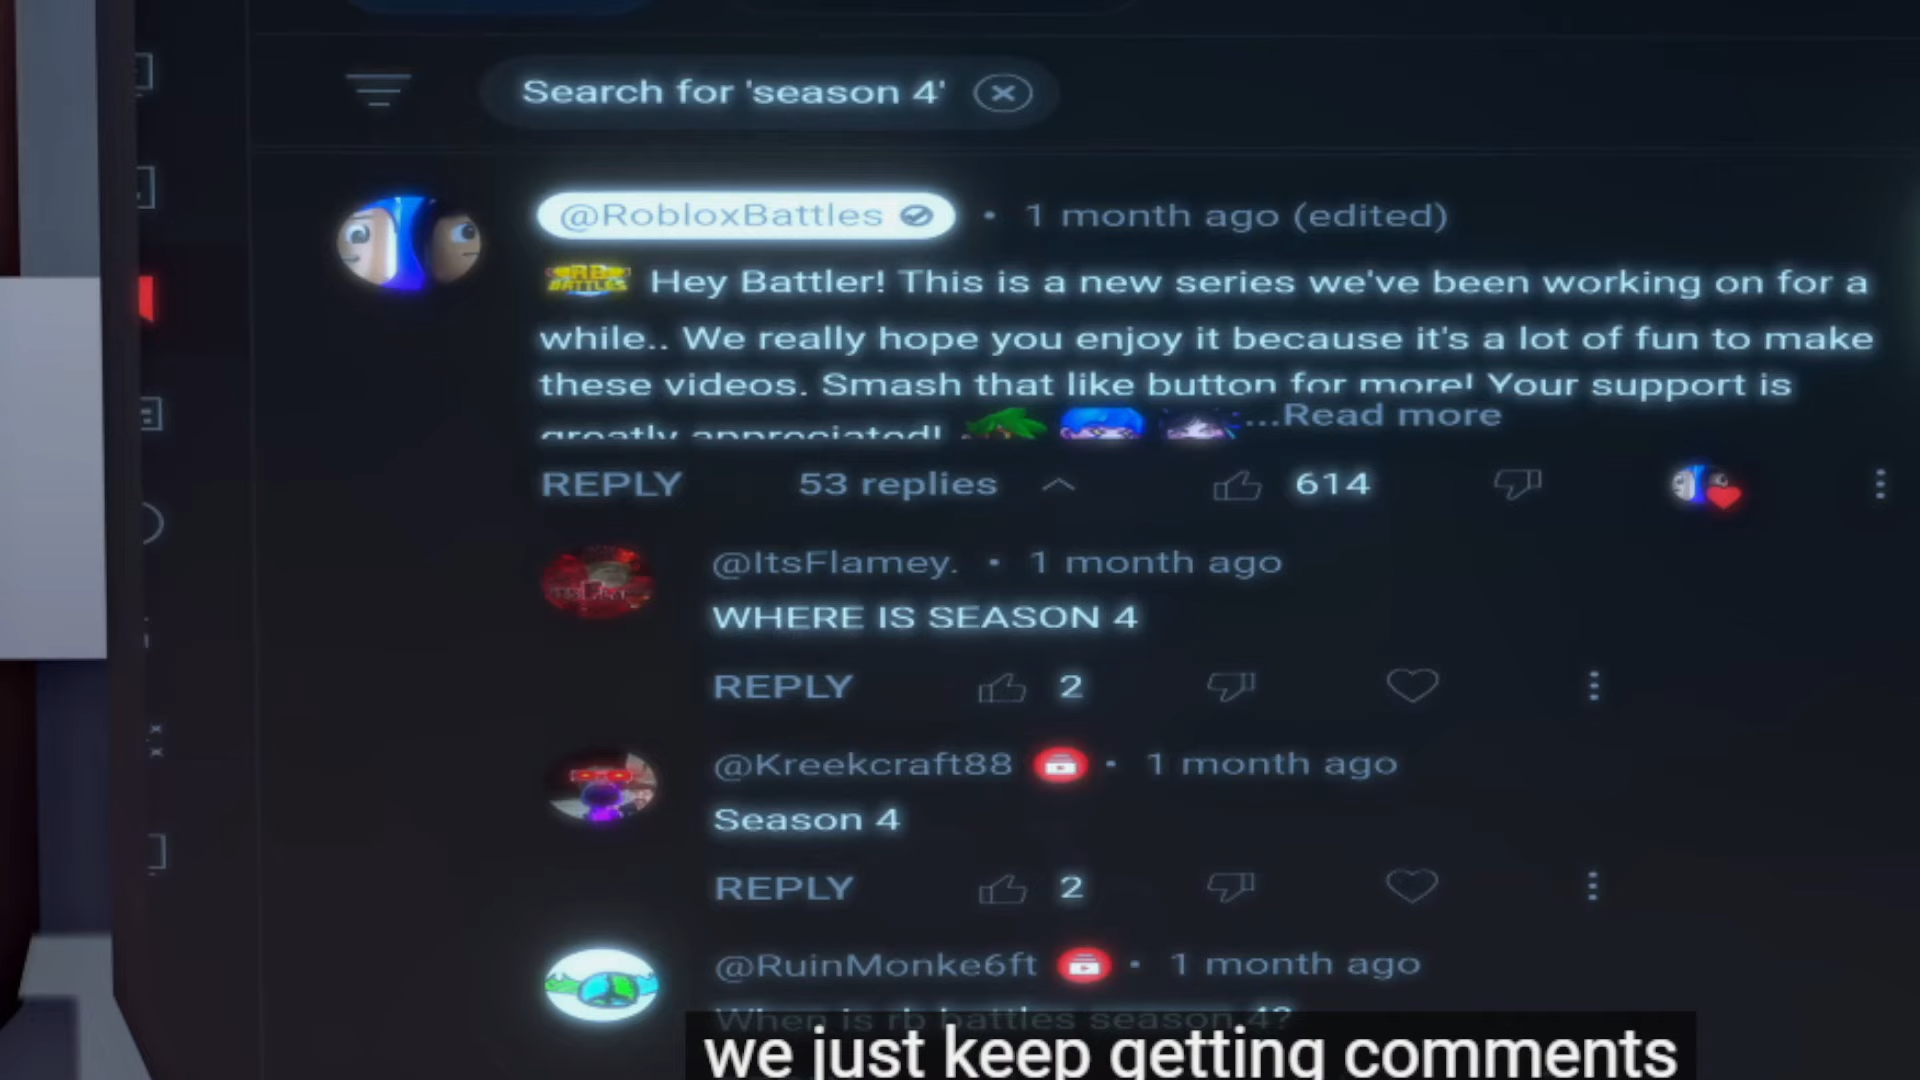 Search for 'season 4'
@RobloxBattles • 1 month ago (edited)
RB BATTLES Hey Battler! This is a new series we've been working on for a
while.. We really hope you enjoy it because it's a lot of fun to make
these videos. Smash that like button for more! Your support is
greatly appreciated! ...Read more
REPLY 53 replies 614
@ItsFlamey. • 1 month ago
WHERE IS SEASON 4
REPLY 2
@Kreekcraft88 • 1 month ago
Season 4
REPLY 2
@RuinMonke6ft • 1 month ago
When is rb battles season 4?
we just keep getting comments